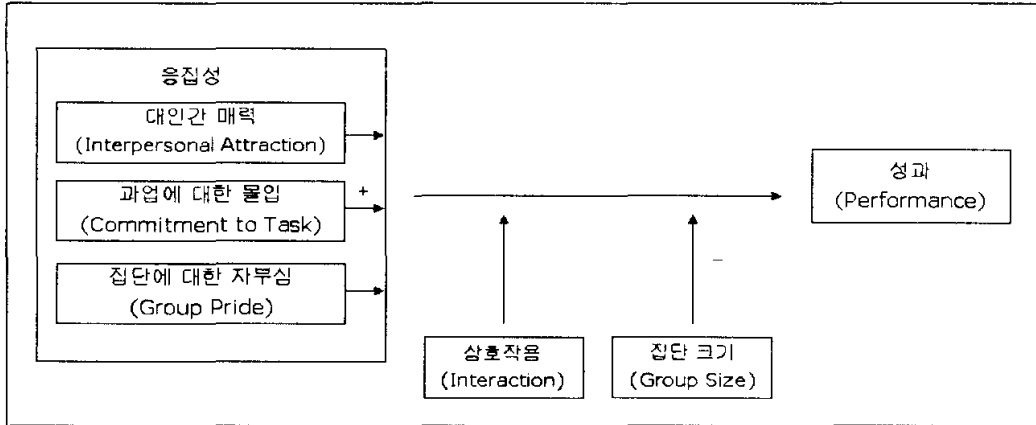 응집성
대인간 매력
(Interpersonal Attraction)
과업에 대한 몰입
(Commitment to Task)
+
집단에 대한 자부심
(Group Pride)
성과
(Performance)
–
상호작용
(Interaction)
집단 크기
(Group Size)